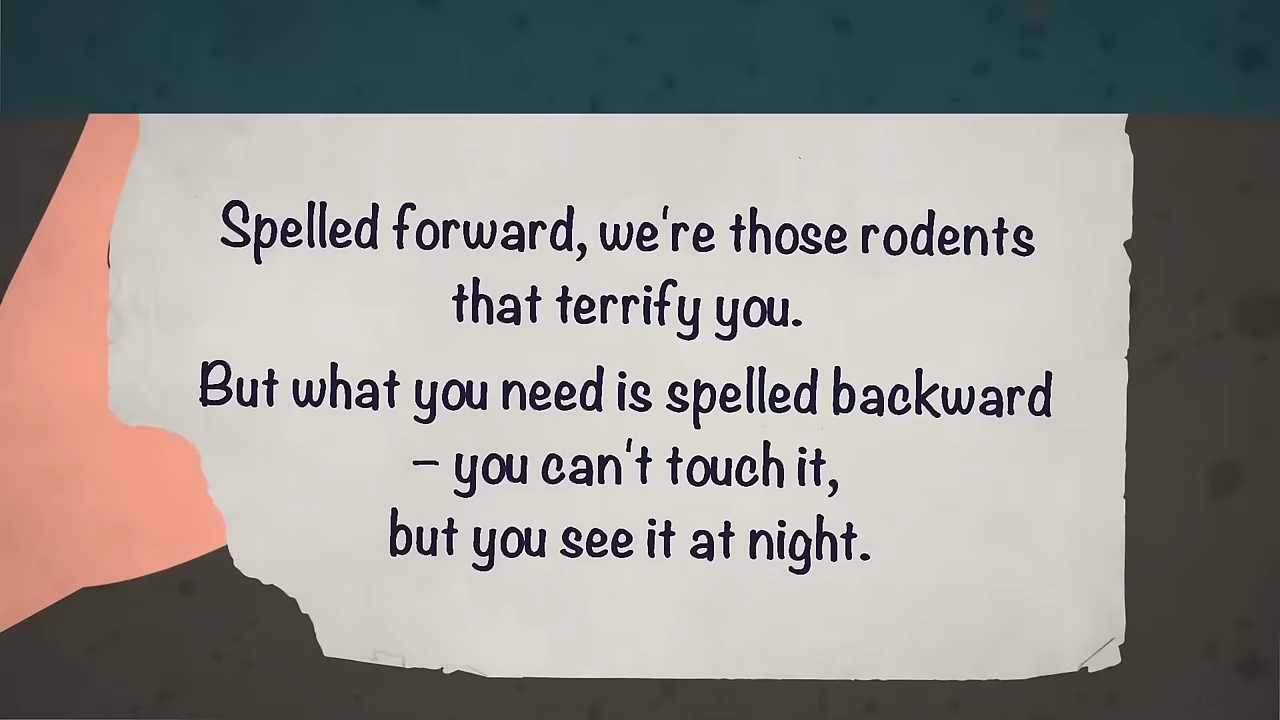 Spelled forward, we're those rodents
that terrify you.
But what you need is spelled backward
– you can't touch it,
but you see it at night.